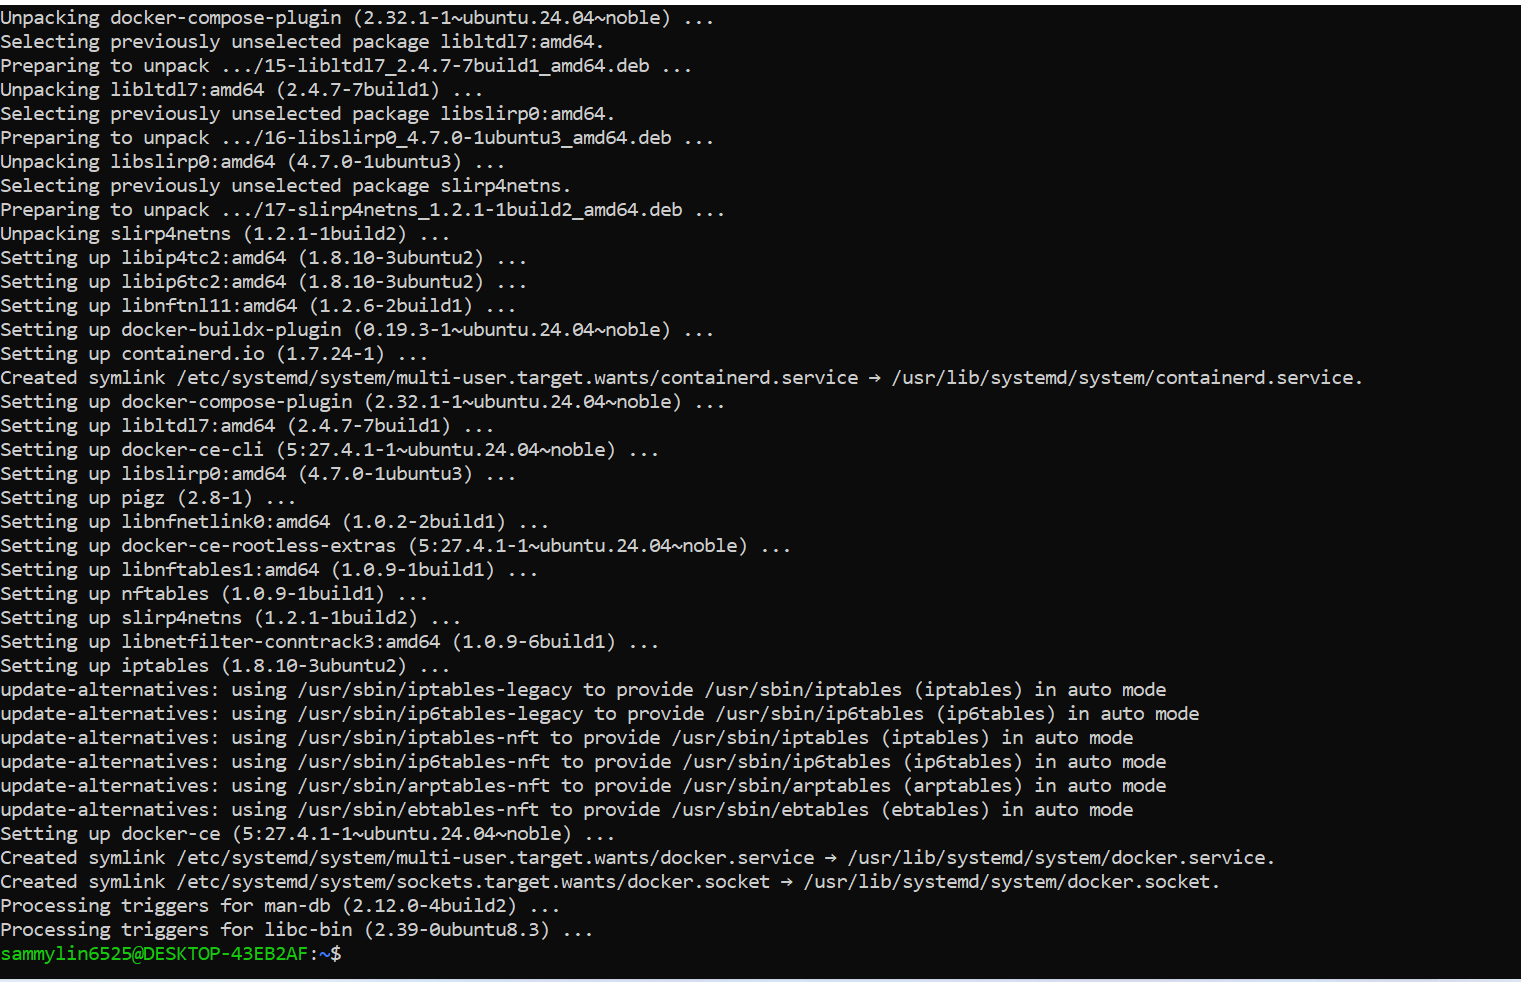 Unpacking docker-compose-plugin (2.32.1-1~ubuntu.24.04~noble) ...
Selecting previously unselected package libltdl7:amd64.
Preparing to unpack .../15-libltdl7_2.4.7-7build1_amd64.deb ...
Unpacking libltdl7:amd64 (2.4.7-7build1) ...
Selecting previously unselected package libslirp0:amd64.
Preparing to unpack .../16-libslirp0_4.7.0-1ubuntu3_amd64.deb ...
Unpacking libslirp0:amd64 (4.7.0-1ubuntu3) ...
Selecting previously unselected package slirp4netns.
Preparing to unpack .../17-slirp4netns_1.2.1-1build2_amd64.deb ...
Unpacking slirp4netns (1.2.1-1build2) ...
Setting up libip4tc2:amd64 (1.8.10-3ubuntu2) ...
Setting up libip6tc2:amd64 (1.8.10-3ubuntu2) ...
Setting up libnftnl11:amd64 (1.2.6-2build1) ...
Setting up docker-buildx-plugin (0.19.3-1~ubuntu.24.04~noble) ...
Setting up containerd.io (1.7.24-1) ...
Created symlink /etc/systemd/system/multi-user.target.wants/containerd.service → /usr/lib/systemd/system/containerd.service.
Setting up docker-compose-plugin (2.32.1-1~ubuntu.24.04~noble) ...
Setting up libltdl7:amd64 (2.4.7-7build1) ...
Setting up docker-ce-cli (5:27.4.1-1~ubuntu.24.04~noble) ...
Setting up libslirp0:amd64 (4.7.0-1ubuntu3) ...
Setting up pigz (2.8-1) ...
Setting up libnfnetlink0:amd64 (1.0.2-2build1) ...
Setting up docker-ce-rootless-extras (5:27.4.1-1~ubuntu.24.04~noble) ...
Setting up libnftables1:amd64 (1.0.9-1build1) ...
Setting up nftables (1.0.9-1build1) ...
Setting up slirp4netns (1.2.1-1build2) ...
Setting up libnetfilter-conntrack3:amd64 (1.0.9-6build1) ...
Setting up iptables (1.8.10-3ubuntu2) ...
update-alternatives: using /usr/sbin/iptables-legacy to provide /usr/sbin/iptables (iptables) in auto mode
update-alternatives: using /usr/sbin/ip6tables-legacy to provide /usr/sbin/ip6tables (ip6tables) in auto mode
update-alternatives: using /usr/sbin/iptables-nft to provide /usr/sbin/iptables (iptables) in auto mode
update-alternatives: using /usr/sbin/ip6tables-nft to provide /usr/sbin/ip6tables (ip6tables) in auto mode
update-alternatives: using /usr/sbin/arptables-nft to provide /usr/sbin/arptables (arptables) in auto mode
update-alternatives: using /usr/sbin/ebtables-nft to provide /usr/sbin/ebtables (ebtables) in auto mode
Setting up docker-ce (5:27.4.1-1~ubuntu.24.04~noble) ...
Created symlink /etc/systemd/system/multi-user.target.wants/docker.service → /usr/lib/systemd/system/docker.service.
Created symlink /etc/systemd/system/sockets.target.wants/docker.socket → /usr/lib/systemd/system/docker.socket.
Processing triggers for man-db (2.12.0-4build2) ...
Processing triggers for libc-bin (2.39-0ubuntu8.3) ...
sammylin6525@DESKTOP-43EB2AF:~$